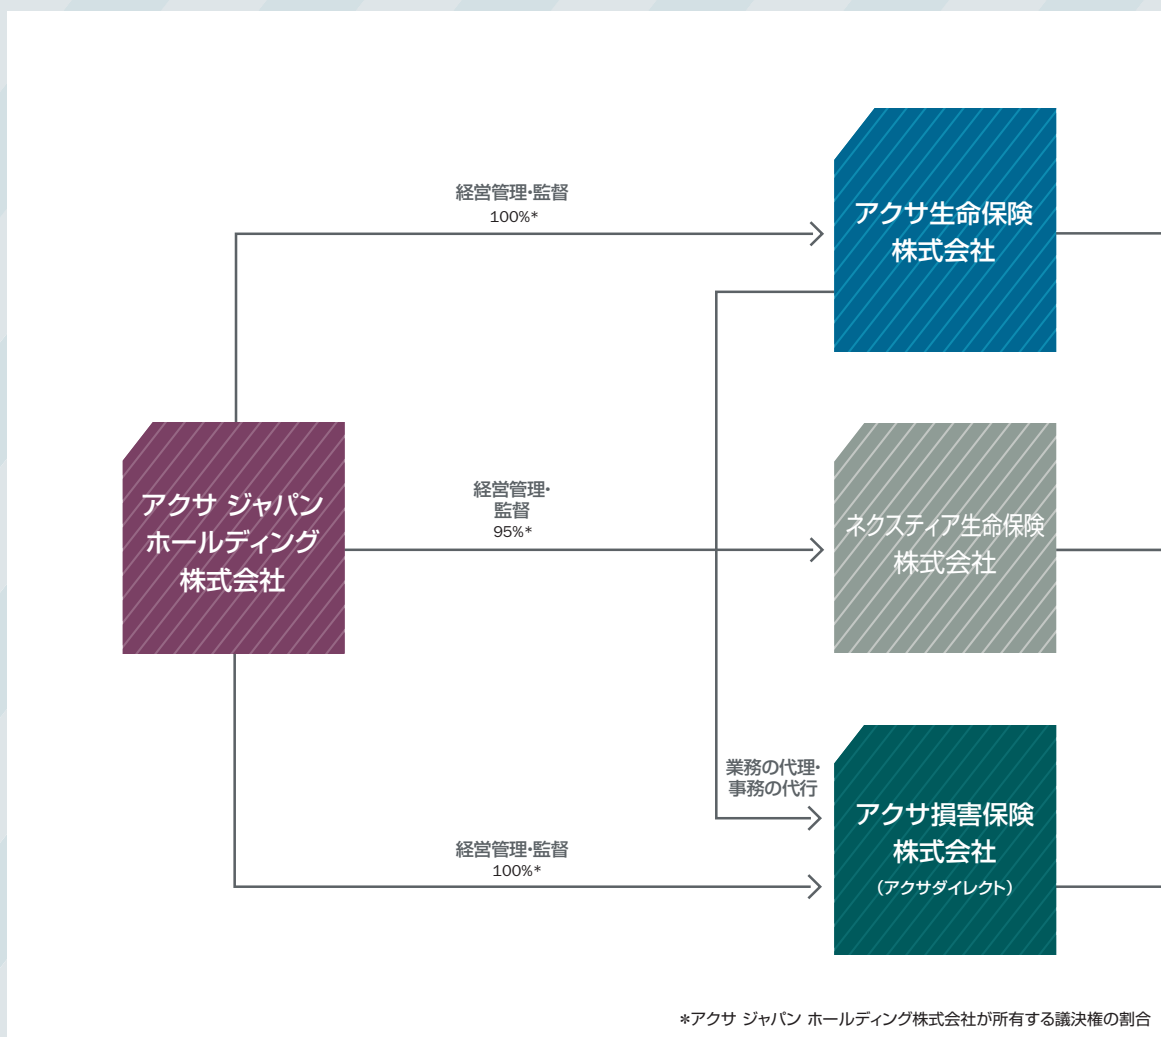 経営管理・監督
100%*
アクサ生命保険
株式会社
アクサ ジャパン
ホールディング
株式会社
経営管理・
監督
95%*
ネクスティア生命保険
株式会社
業務の代理・
事務の代行
経営管理・監督
100%*
アクサ損害保険
株式会社
（アクサダイレクト）
*アクサ ジャパン ホールディング株式会社が所有する議決権の割合